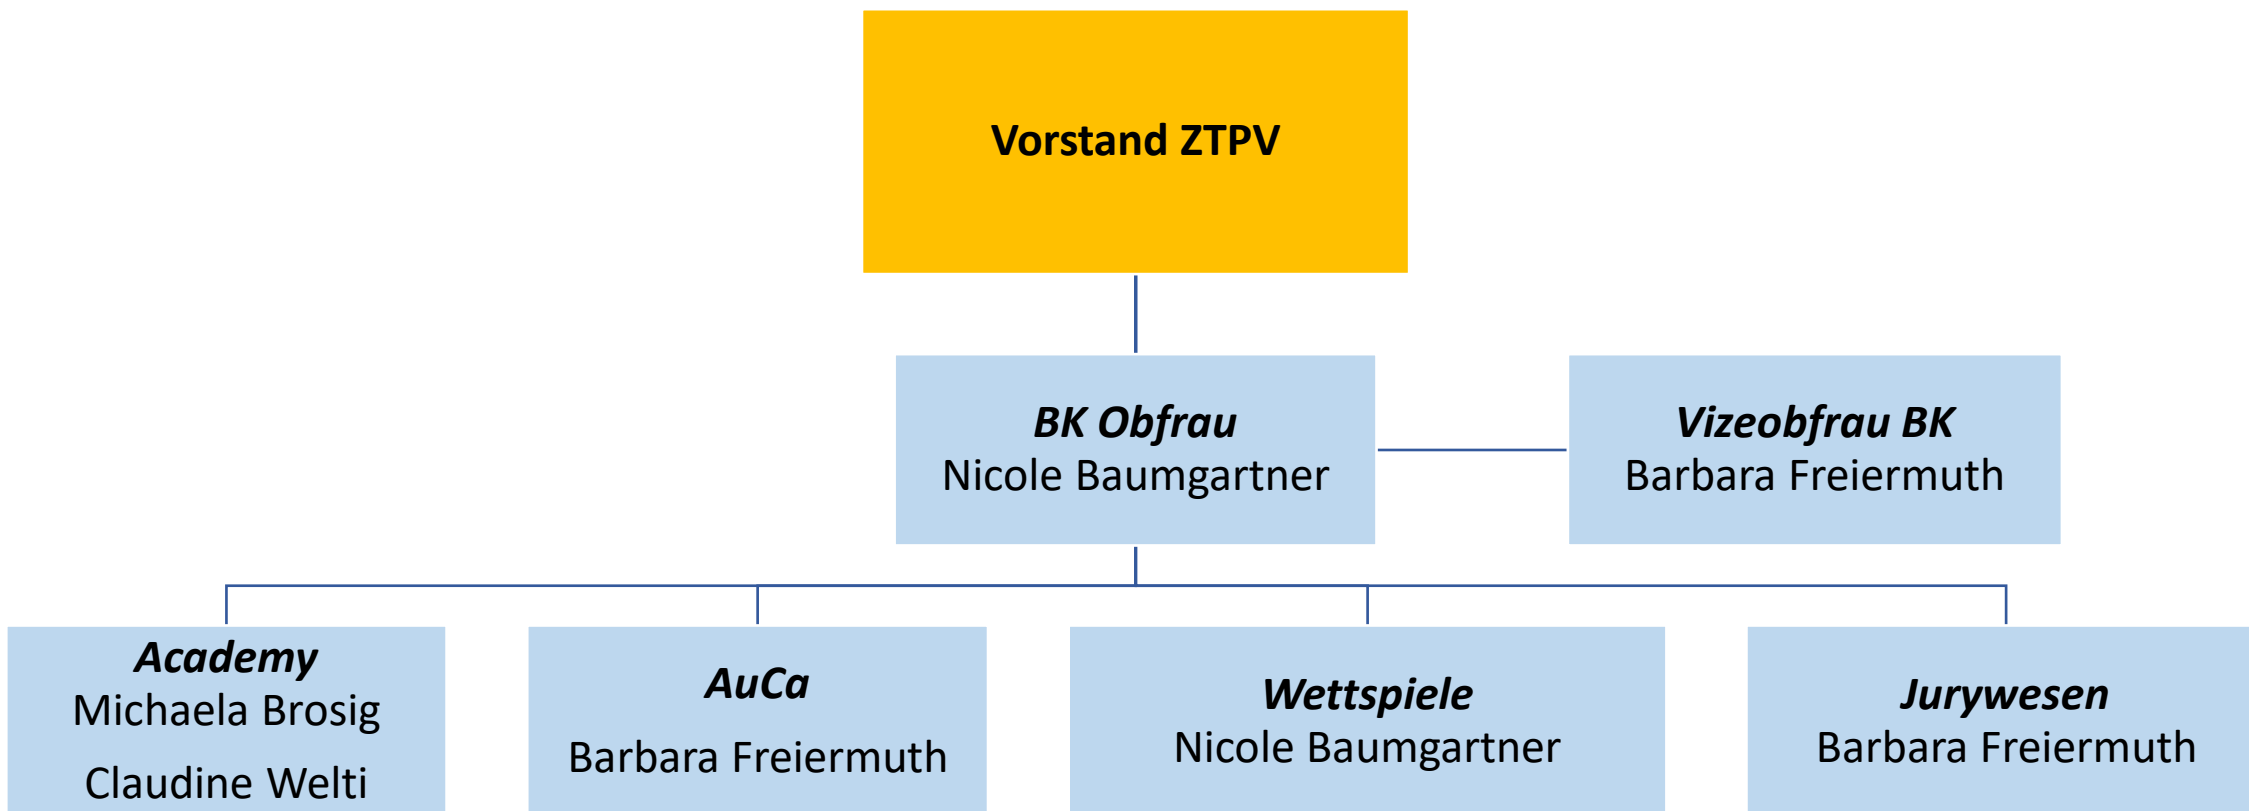 Vorstand ZTPV
BK Obfrau
Nicole Baumgartner
Vizeobfrau BK
Barbara Freiermuth
Academy
Michaela Brosig
Claudine Welti
AuCa
Barbara Freiermuth
Wettspiele
Nicole Baumgartner
Jurywesen
Barbara Freiermuth